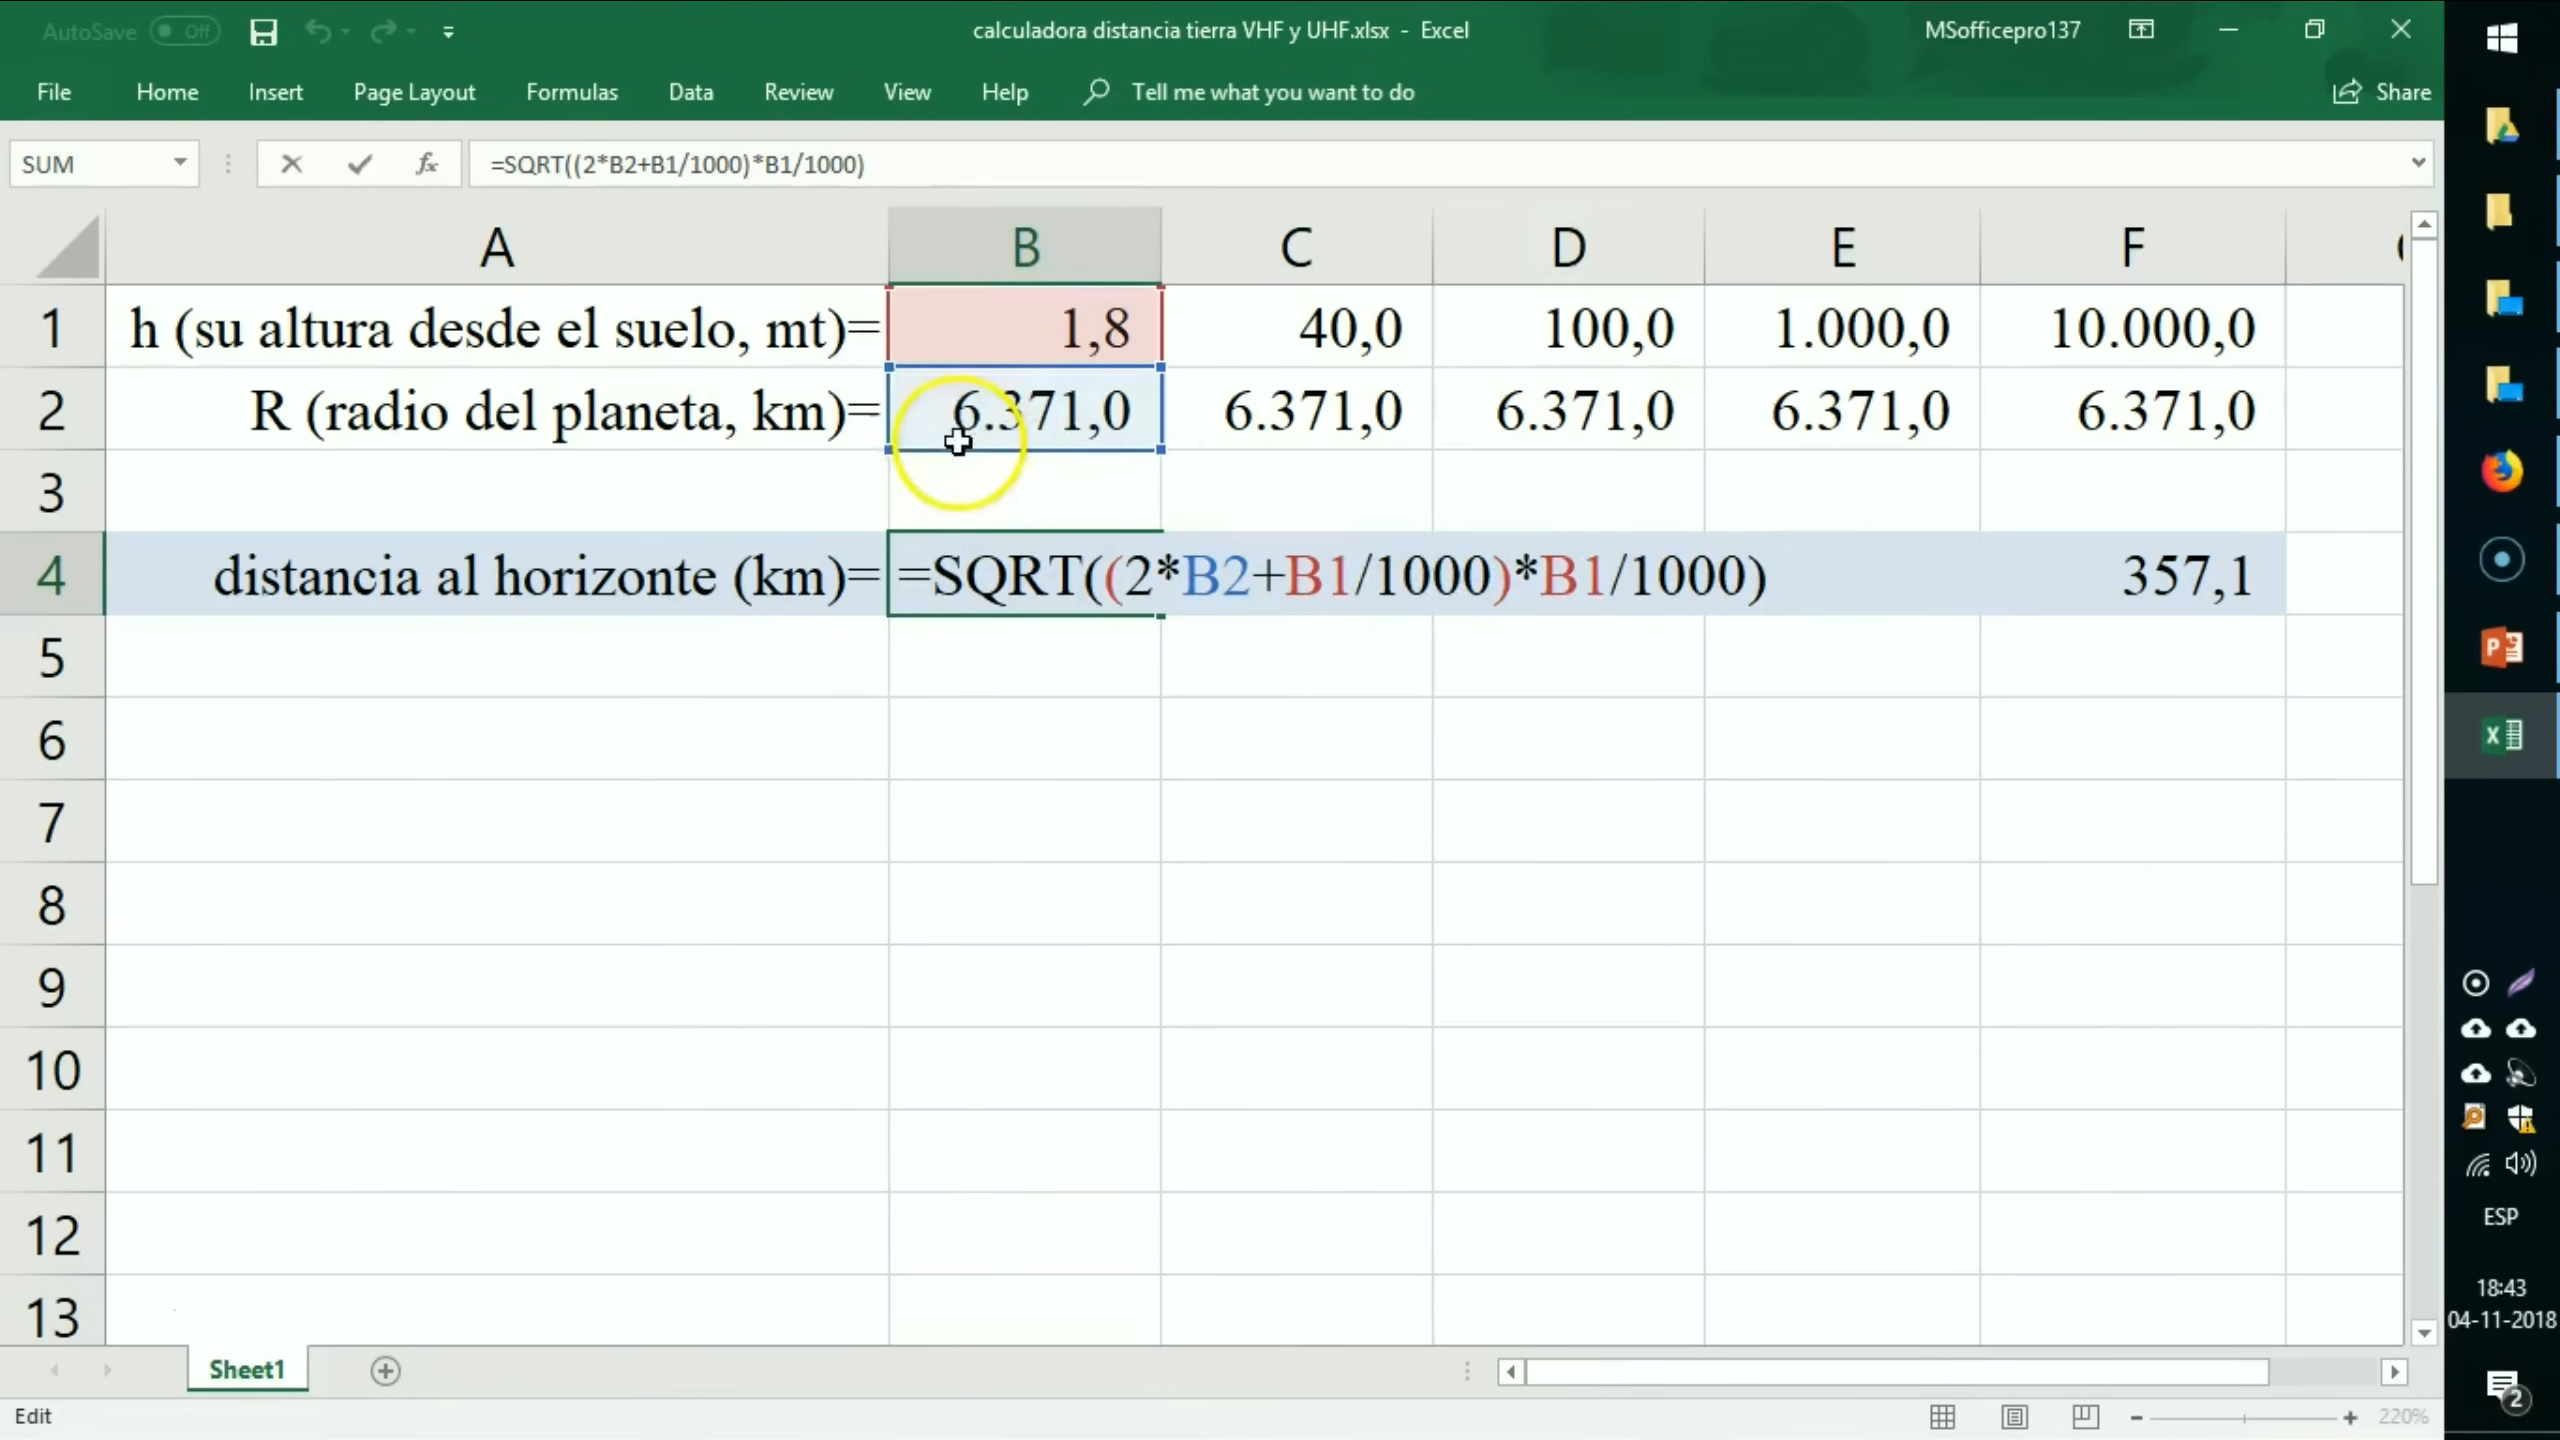 AutoSave Off
calculadora distancia tierra VHF y UHF.xlsx - Excel
MSofficepro137
File Home Insert Page Layout Formulas Data Review View Help Tell me what you want to do Share
SUM fx =SQRT((2*B2+B1/1000)*B1/1000)
A B C D E F
1 h (su altura desde el suelo, mt)= 1,8 40,0 100,0 1.000,0 10.000,0
2 R (radio del planeta, km)= 6.371,0 6.371,0 6.371,0 6.371,0 6.371,0
3
4 distancia al horizonte (km)= =SQRT((2*B2+B1/1000)*B1/1000) 357,1
5
6
7
8
9
10
11
12
13
Sheet1
Edit
220%
ESP
18:43
04-11-2018
2